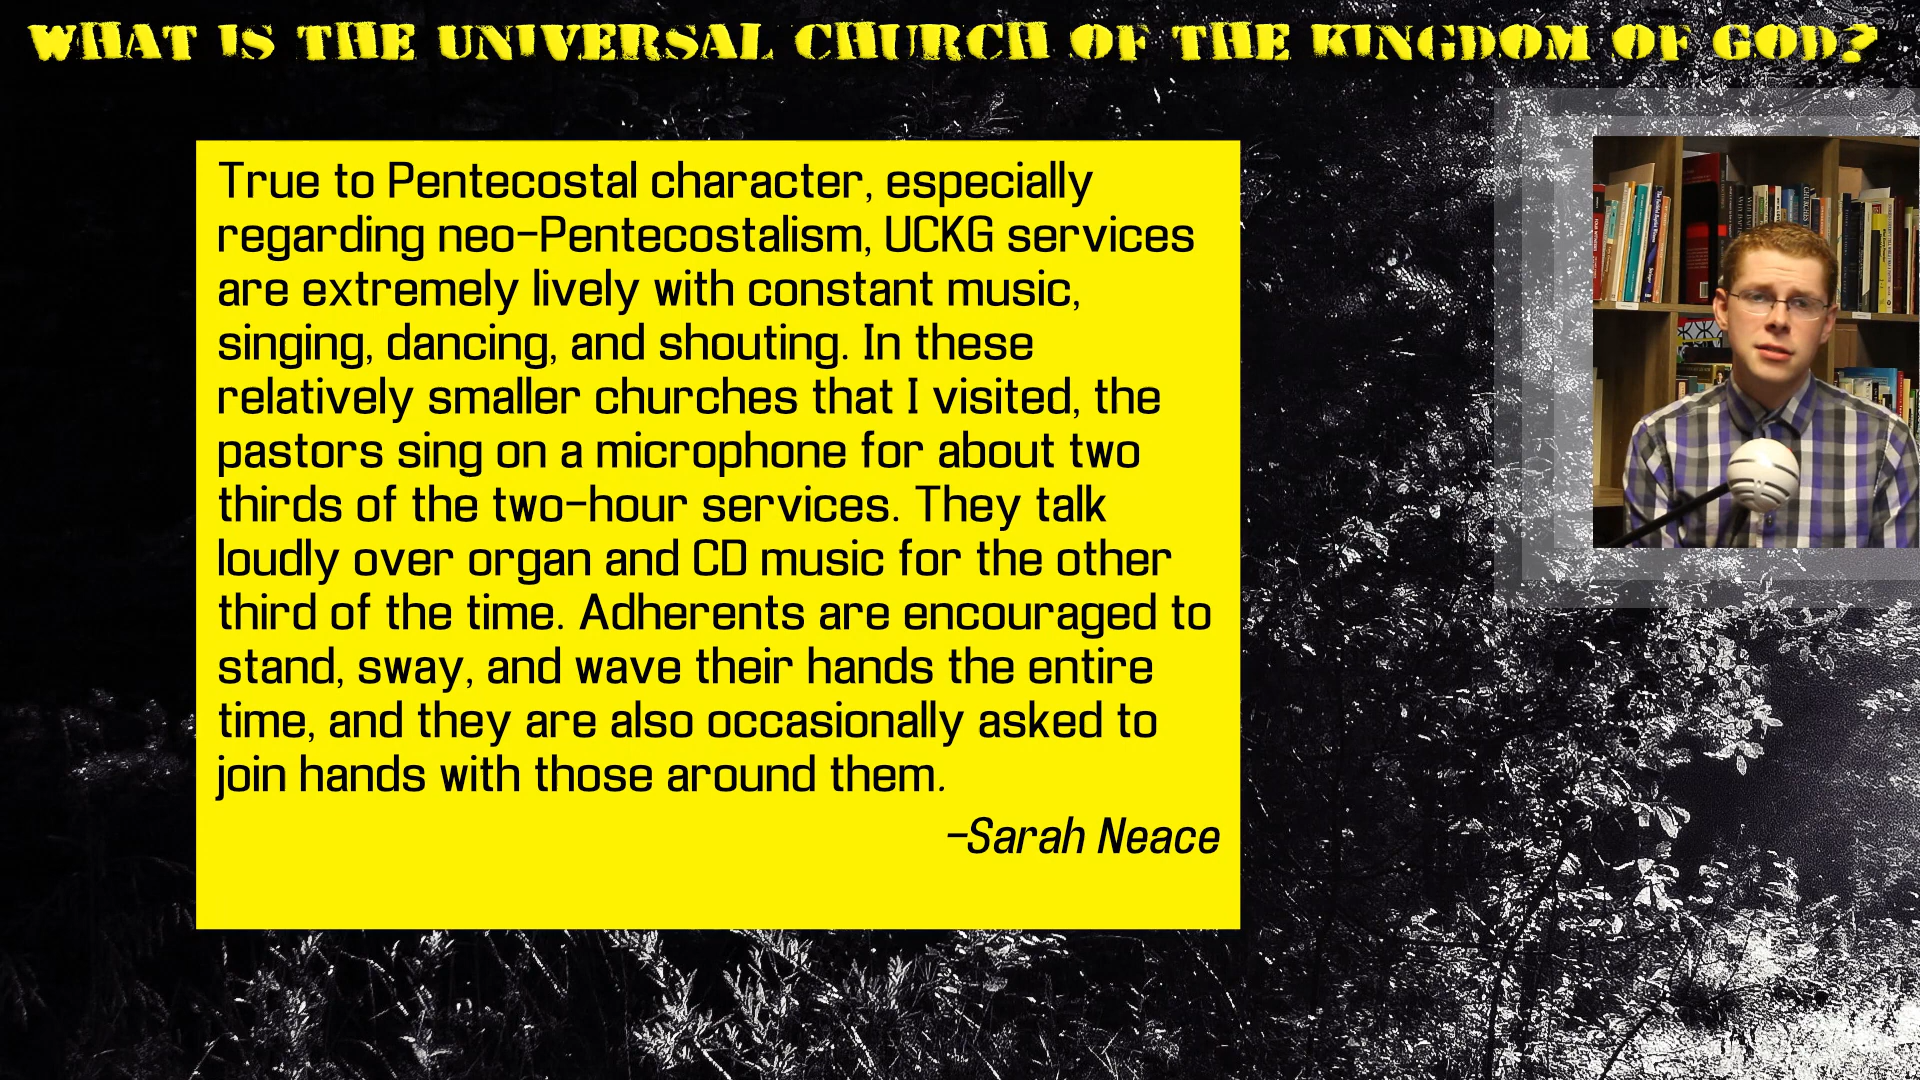 WHAT IS THE UNIVERSAL CHURCH OF THE KINGDOM OF GOD?
True to Pentecostal character, especially
regarding neo-Pentecostalism, UCKG services
are extremely lively with constant music,
singing, dancing, and shouting. In these
relatively smaller churches that I visited, the
pastors sing on a microphone for about two
thirds of the two-hour services. They talk
loudly over organ and CD music for the other
third of the time. Adherents are encouraged to
stand, sway, and wave their hands the entire
time, and they are also occasionally asked to
join hands with those around them.
-Sarah Neace